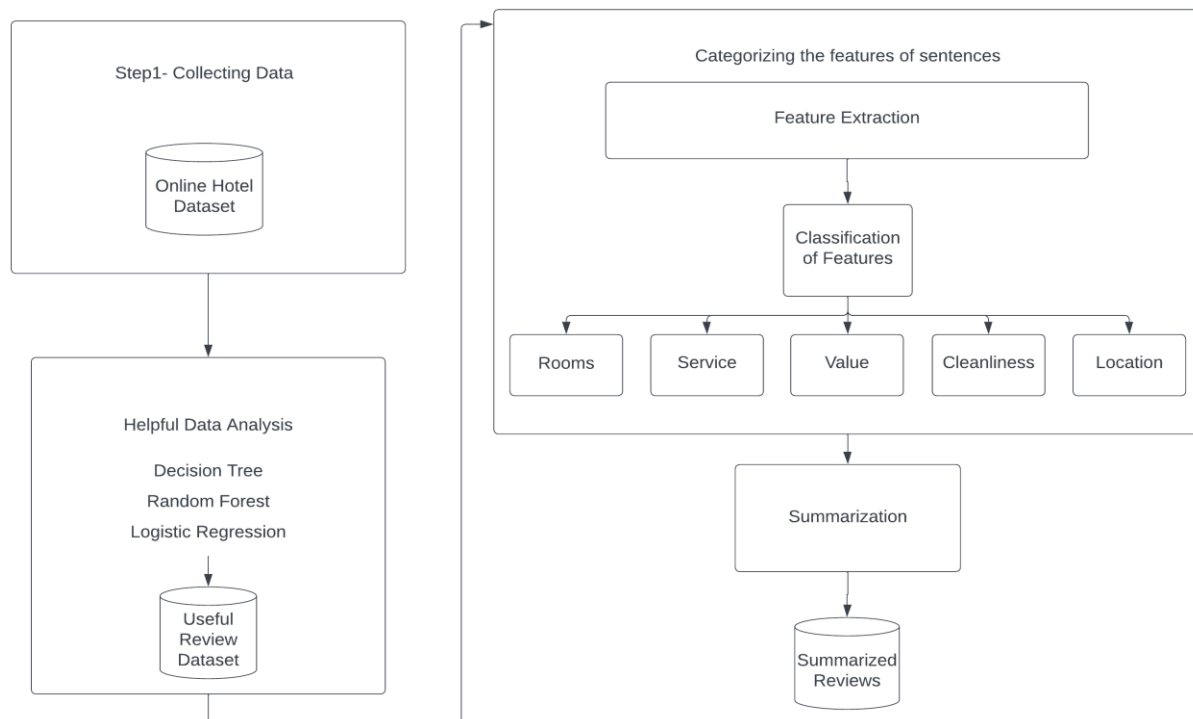 Step1- Collecting Data
Online Hotel
Dataset
Helpful Data Analysis
Decision Tree
Random Forest
Logistic Regression
Useful
Review
Dataset
Categorizing the features of sentences
Feature Extraction
Classification
of Features
Rooms
Service
Value
Cleanliness
Location
Summarization
Summarized
Reviews